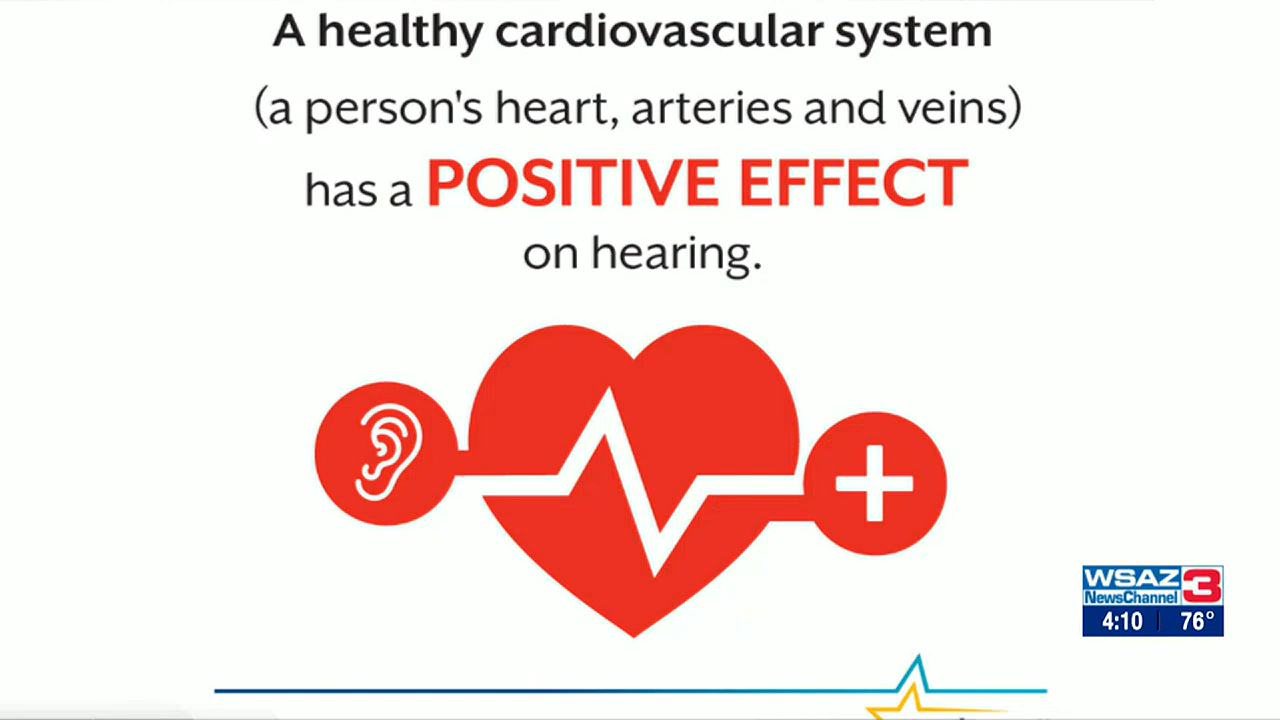 A healthy cardiovascular system
(a person's heart, arteries and veins)
has a POSITIVE EFFECT
on hearing.
WSAZ 3
NewsChannel
4:10 76°